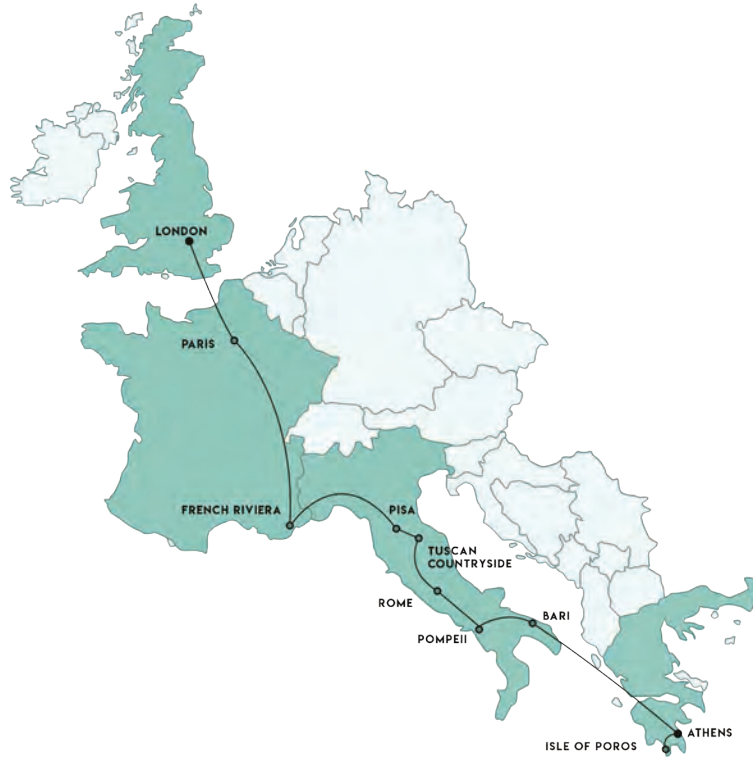 LONDON
PARIS
FRENCH RIVIERA
PISA
TUSCAN
COUNTRYSIDE
ROME
BARI
POMPEII
ATHENS
ISLE OF POROS